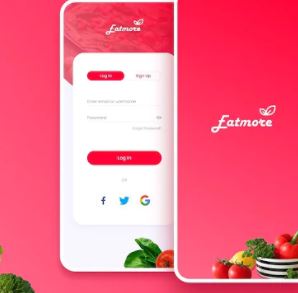 Eatmore
Log In
Sign Up
Enter email or username
Password
Forgot Password?
Log In
OR
Eatmore